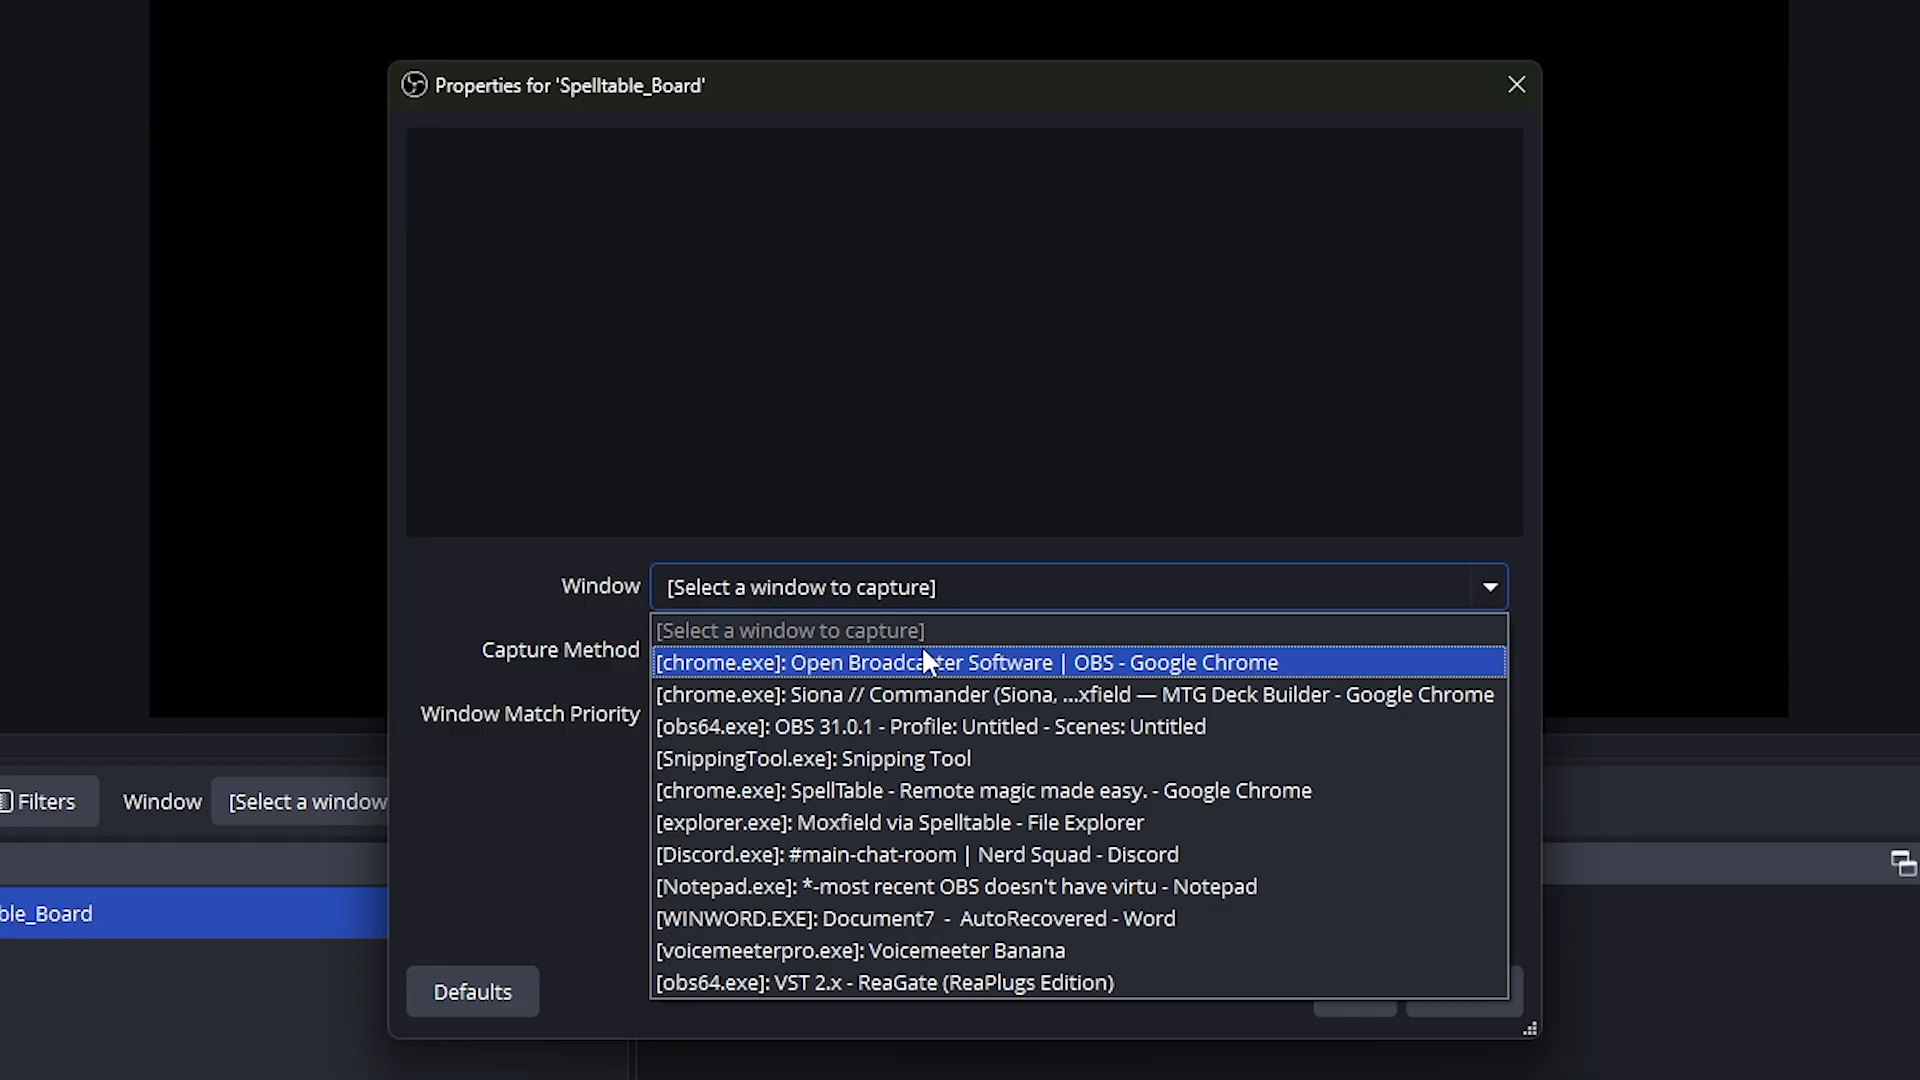 Properties for 'Spelltable_Board'
Window
[Select a window to capture]
[Select a window to capture]
Capture Method
[chrome.exe]: Open Broadcaster Software | OBS - Google Chrome
[chrome.exe]: Siona // Commander (Siona, ...xfield — MTG Deck Builder - Google Chrome
Window Match Priority
[obs64.exe]: OBS 31.0.1 - Profile: Untitled - Scenes: Untitled
[SnippingTool.exe]: Snipping Tool
[chrome.exe]: SpellTable - Remote magic made easy. - Google Chrome
[explorer.exe]: Moxfield via Spelltable - File Explorer
[Discord.exe]: #main-chat-room | Nerd Squad - Discord
[Notepad.exe]: *-most recent OBS doesn't have virtu - Notepad
[WINWORD.EXE]: Document7 - AutoRecovered - Word
[voicemeeterpro.exe]: Voicemeeter Banana
[obs64.exe]: VST 2.x - ReaGate (ReaPlugs Edition)
Defaults
Filters
Window
[Select a window
ble_Board